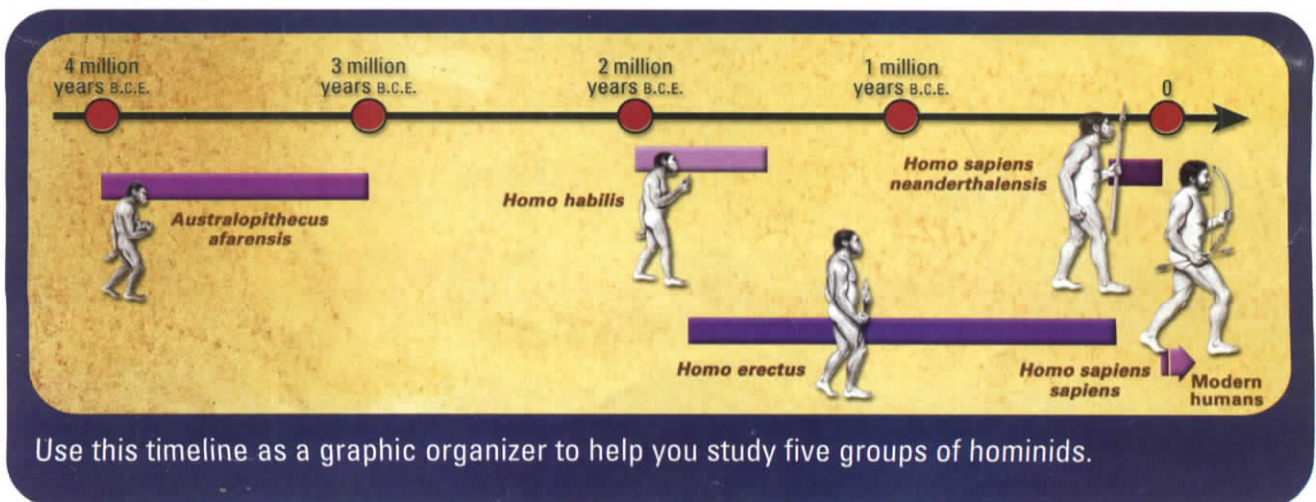 4 million
years B.C.E.
3 million
years B.C.E.
2 million
years B.C.E.
1 million
years B.C.E.
0
Australopithecus
afarensis
Homo habilis
Homo sapiens
neanderthalensis
Homo erectus
Homo sapiens
sapiens
Modern
humans
Use this timeline as a graphic organizer to help you study five groups of hominids.